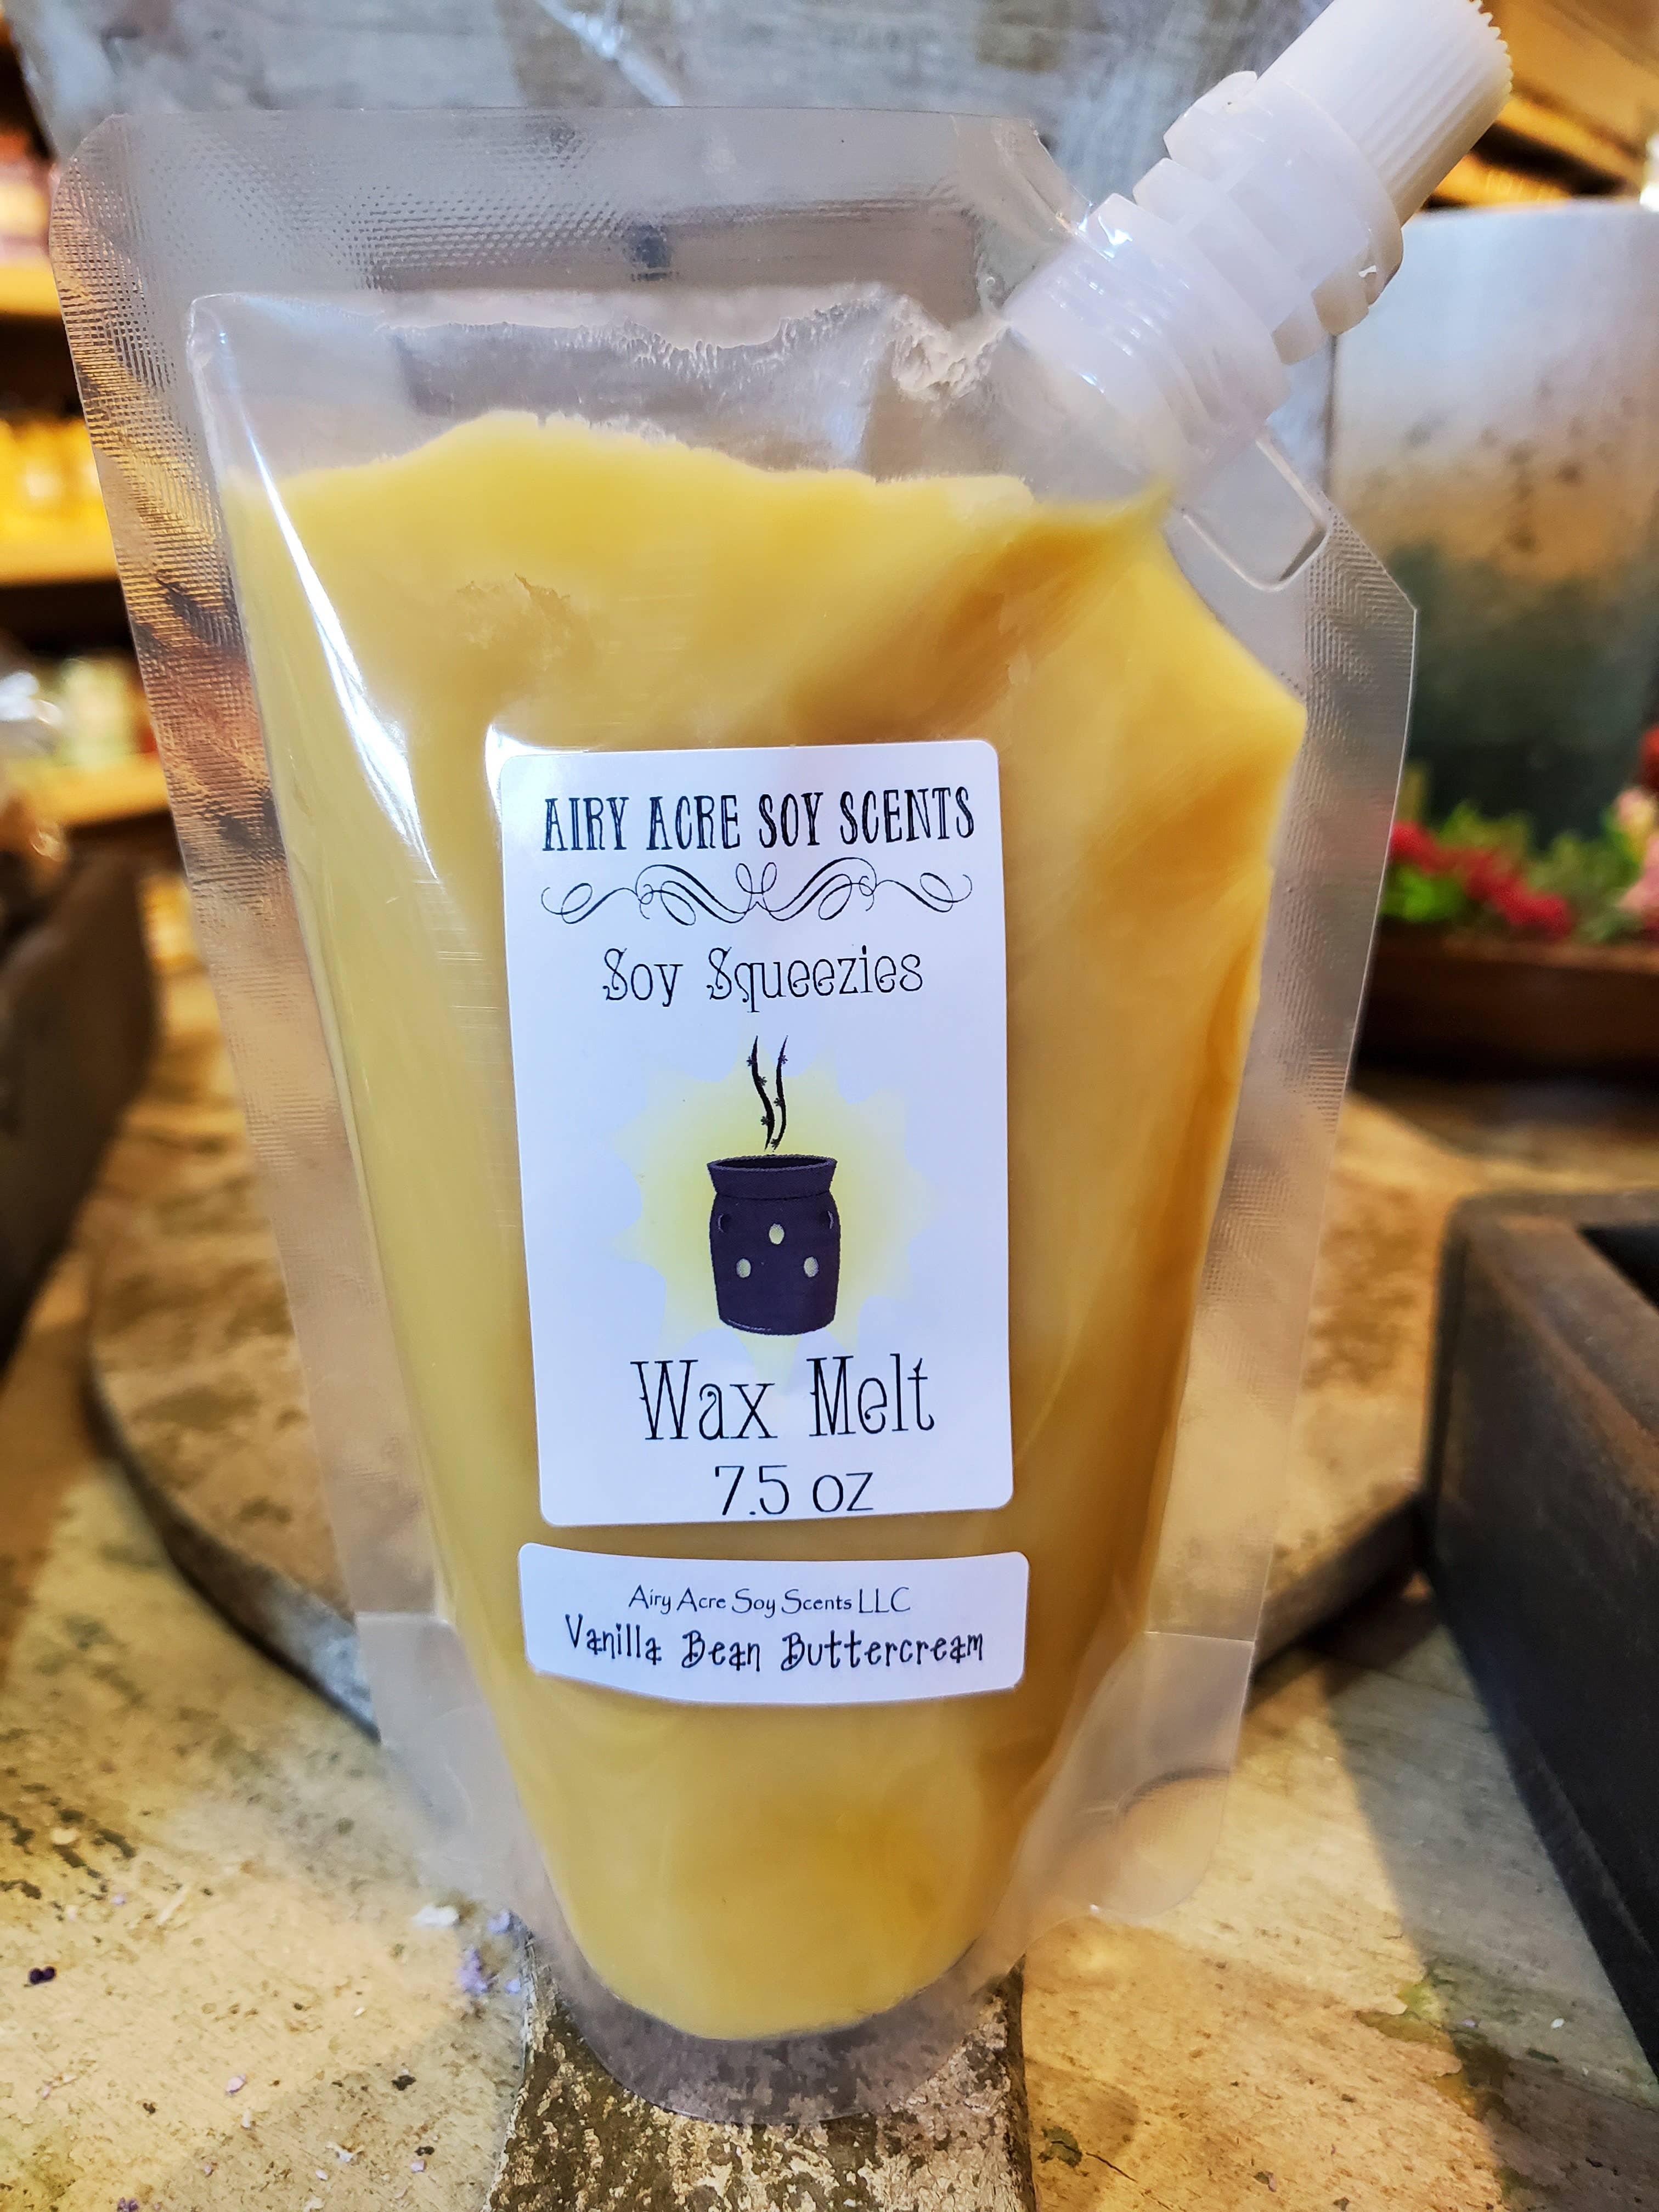 AIRY ACRE SOY SCENTS
Soy Squeezies
Wax Melt
7.5 oz
Airy Acre Soy Scents LLC
Vanilla Bean Buttercream